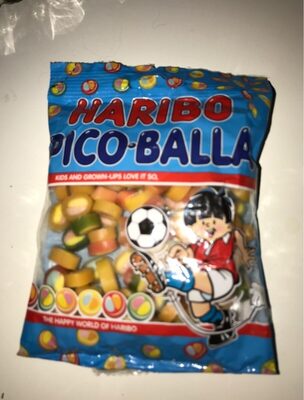 HARIBO
PICO-BALLA
KIDS AND GROWN-UPS LOVE IT SO,
THE HAPPY WORLD OF HARIBO